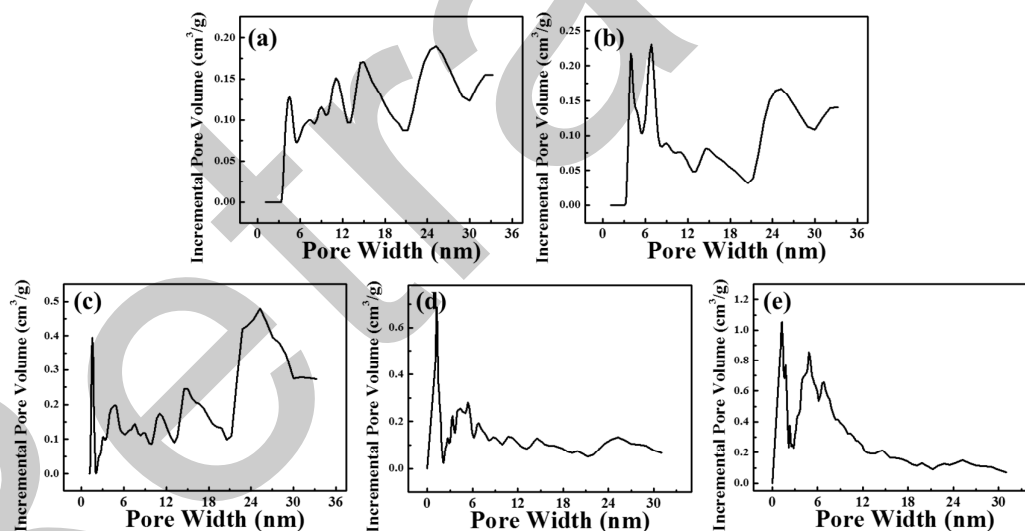 (a)
Incremental Pore Volume (cm³/g)
0.20
0.15
0.10
0.05
0.00
0 6 12 18 24 30 36
Pore Width (nm)
(b)
Incremental Pore Volume (cm³/g)
0.25
0.20
0.15
0.10
0.05
0.00
0 6 12 18 24 30 36
Pore Width (nm)
(c)
Incremental Pore Volume (cm³/g)
0.5
0.4
0.3
0.2
0.1
0.0
0 6 12 18 24 30 36
Pore Width (nm)
(d)
Incremental Pore Volume (cm³/g)
0.6
0.4
0.2
0.0
0 6 12 18 24 30
Pore Width (nm)
(e)
Incremental Pore Volume (cm³/g)
1.2
1.0
0.8
0.6
0.4
0.2
0.0
0 6 12 18 24 30
Pore Width (nm)